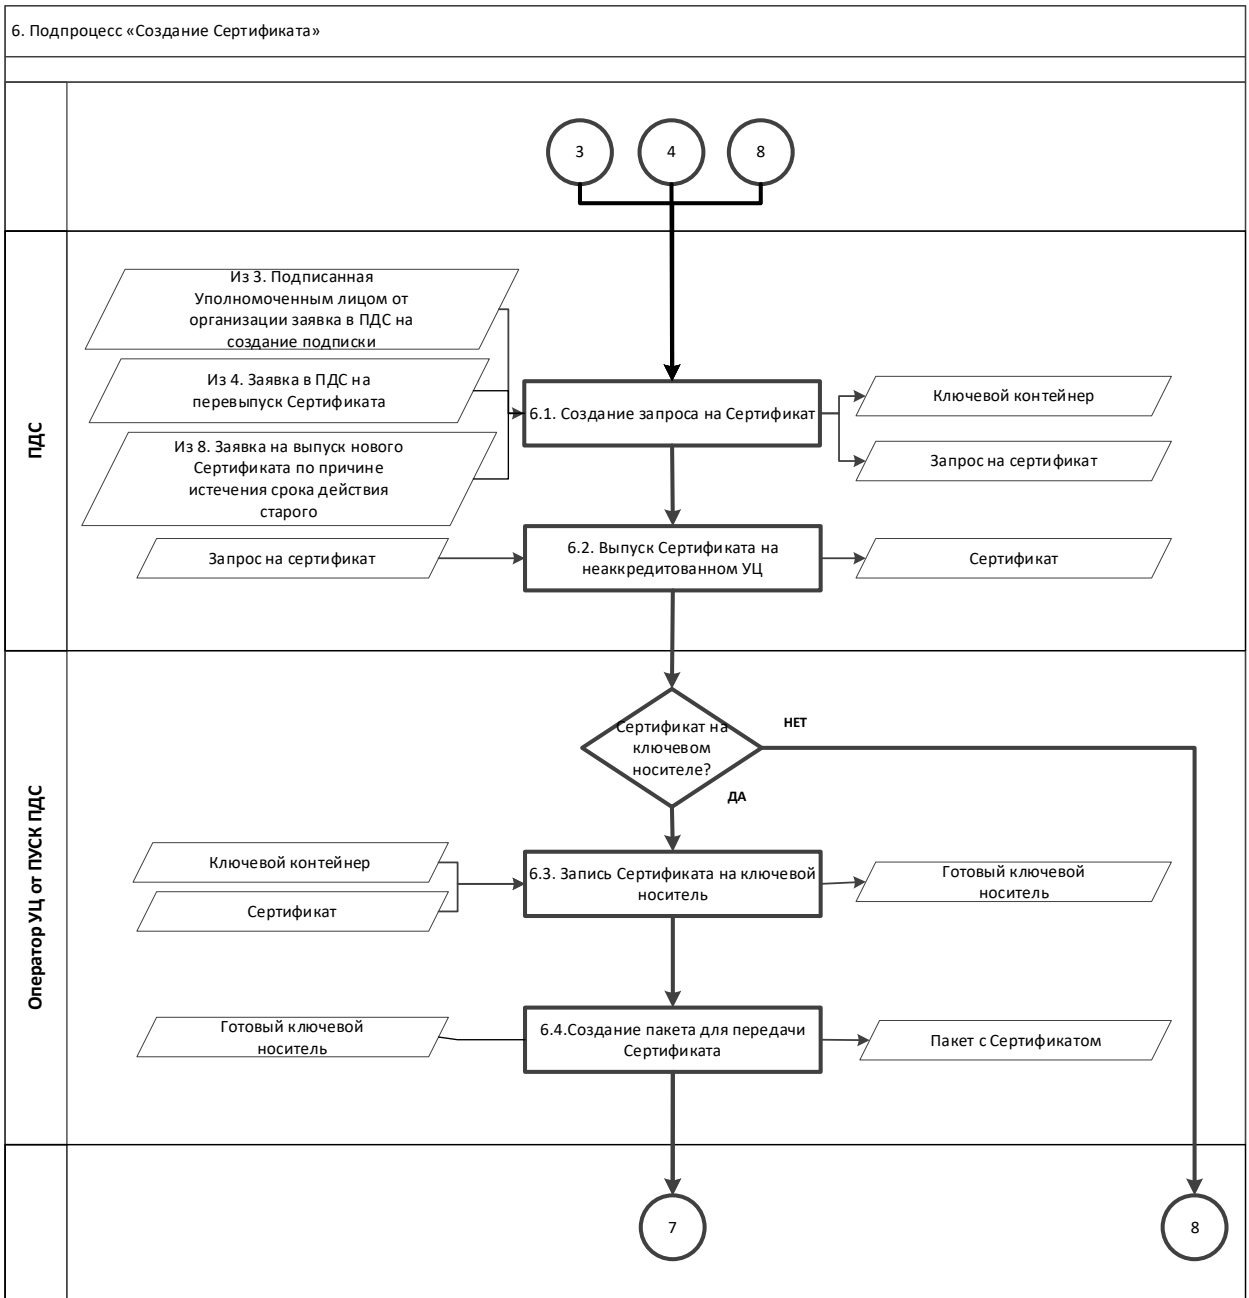 6. Подпроцесс «Создание Сертификата»
3
4
8
ПДС
Из 3. Подписанная
Уполномоченным лицом от
организации заявка в ПДС на
создание подписки
Из 4. Заявка в ПДС на
перевыпуск Сертификата
Из 8. Заявка на выпуск нового
Сертификата по причине
истечения срока действия
старого
6.1. Создание запроса на Сертификат
Ключевой контейнер
Запрос на сертификат
Запрос на сертификат
6.2. Выпуск Сертификата на
неаккредитованном УЦ
Сертификат
Оператор УЦ от ПУСК ПДС
Сертификат на
ключевом
носителе?
НЕТ
ДА
Ключевой контейнер
Сертификат
6.3. Запись Сертификата на ключевой
носитель
Готовый ключевой
носитель
Готовый ключевой
носитель
6.4.Создание пакета для передачи
Сертификата
Пакет с Сертификатом
7
8